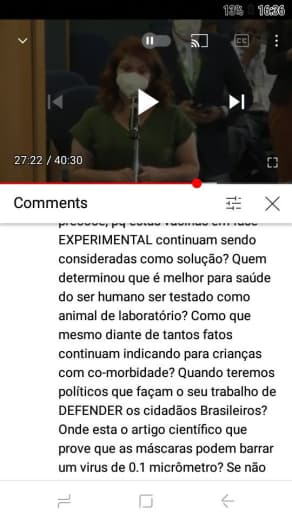 13% 16:36
CC
27:22 / 40:30
Comments
EXPERIMENTAL continuam sendo
consideradas como solução? Quem
determinou que é melhor para saúde
do ser humano ser testado como
animal de laboratório? Como que
mesmo diante de tantos fatos
continuam indicando para crianças
com co-morbidade? Quando teremos
políticos que façam o seu trabalho de
DEFENDER os cidadãos Brasileiros?
Onde esta o artigo científico que
prove que as máscaras podem barrar
um virus de 0.1 micrômetro? Se não